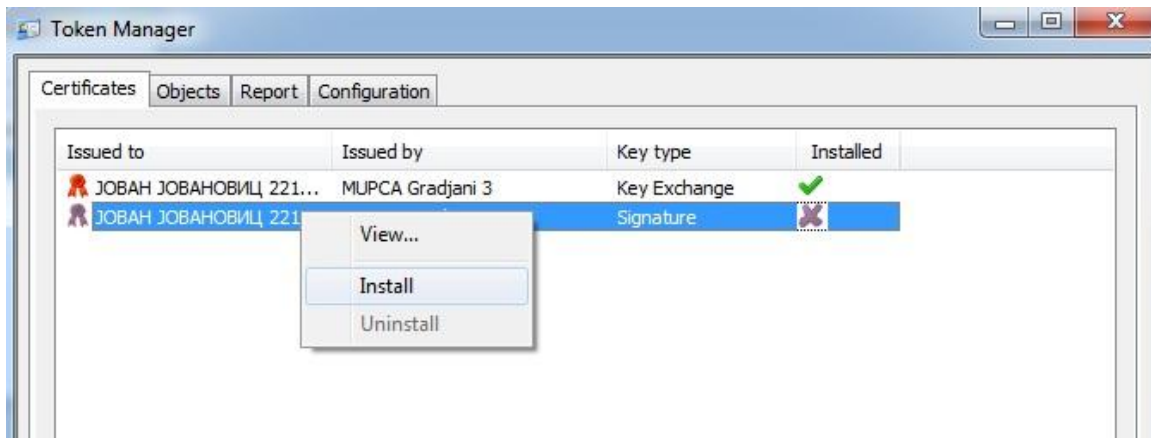 Token Manager
Certificates Objects Report Configuration
Issued to Issued by Key type Installed
ЈОВАН ЈОВАНОВИЦ 221... MUPCA Gradjani 3 Key Exchange
ЈОВАН ЈОВАНОВИЦ 221 Signature
View...
Install
Uninstall